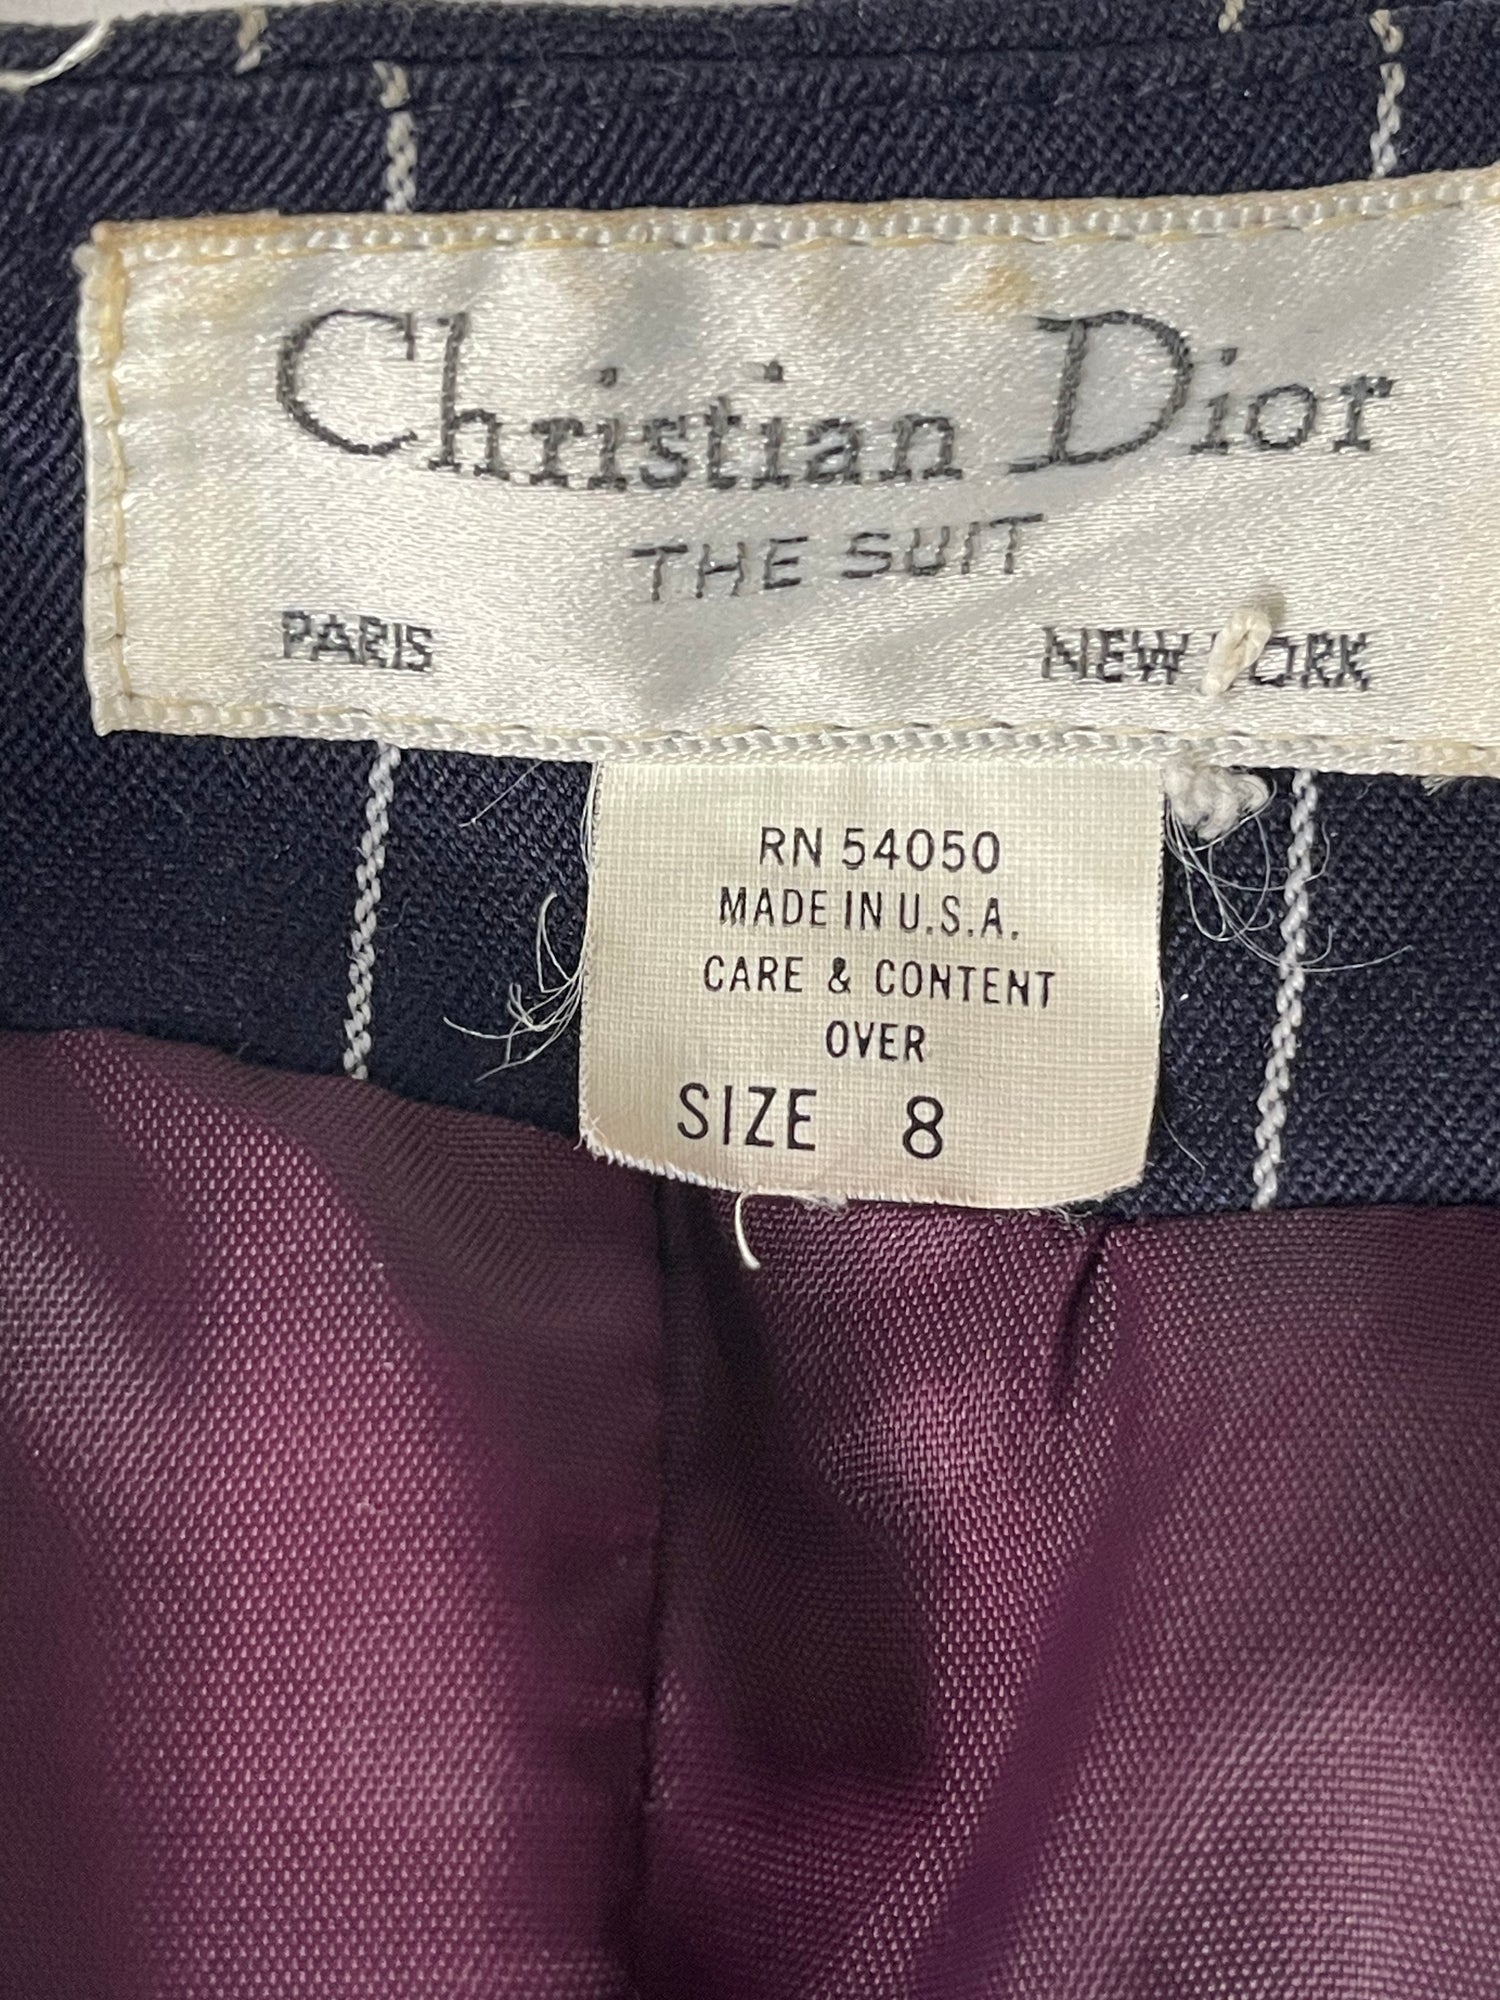 Christian Dior
THE SUIT
PARIS NEW YORK
RN 54050
MADE IN U.S.A.
CARE & CONTENT
OVER
SIZE 8